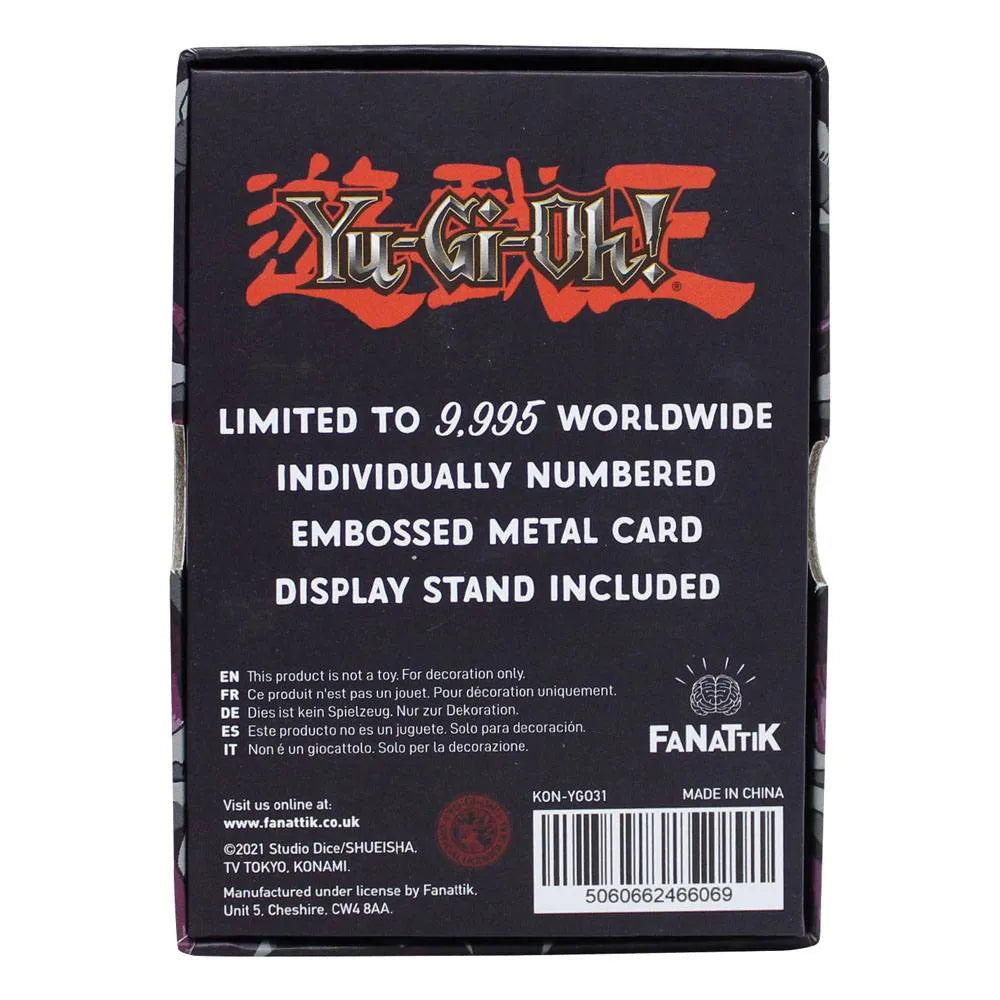 遊戯王
Yu-Gi-Oh!
®
LIMITED TO 9,995 WORLDWIDE
INDIVIDUALLY NUMBERED
EMBOSSED METAL CARD
DISPLAY STAND INCLUDED
EN This product is not a toy. For decoration only.
FR Ce produit n'est pas un jouet. Pour décoration uniquement.
DE Dies ist kein Spielzeug. Nur zur Dekoration.
ES Este producto no es un juguete. Solo para decoración.
IT Non é un giocattolo. Solo per la decorazione.
FANATTIK
Visit us online at:
www.fanattik.co.uk
©2021 Studio Dice/SHUEISHA,
TV TOKYO, KONAMI.
Manufactured under license by Fanattik,
Unit 5, Cheshire, CW4 8AA.
KON-YGO31 MADE IN CHINA
5060662466069